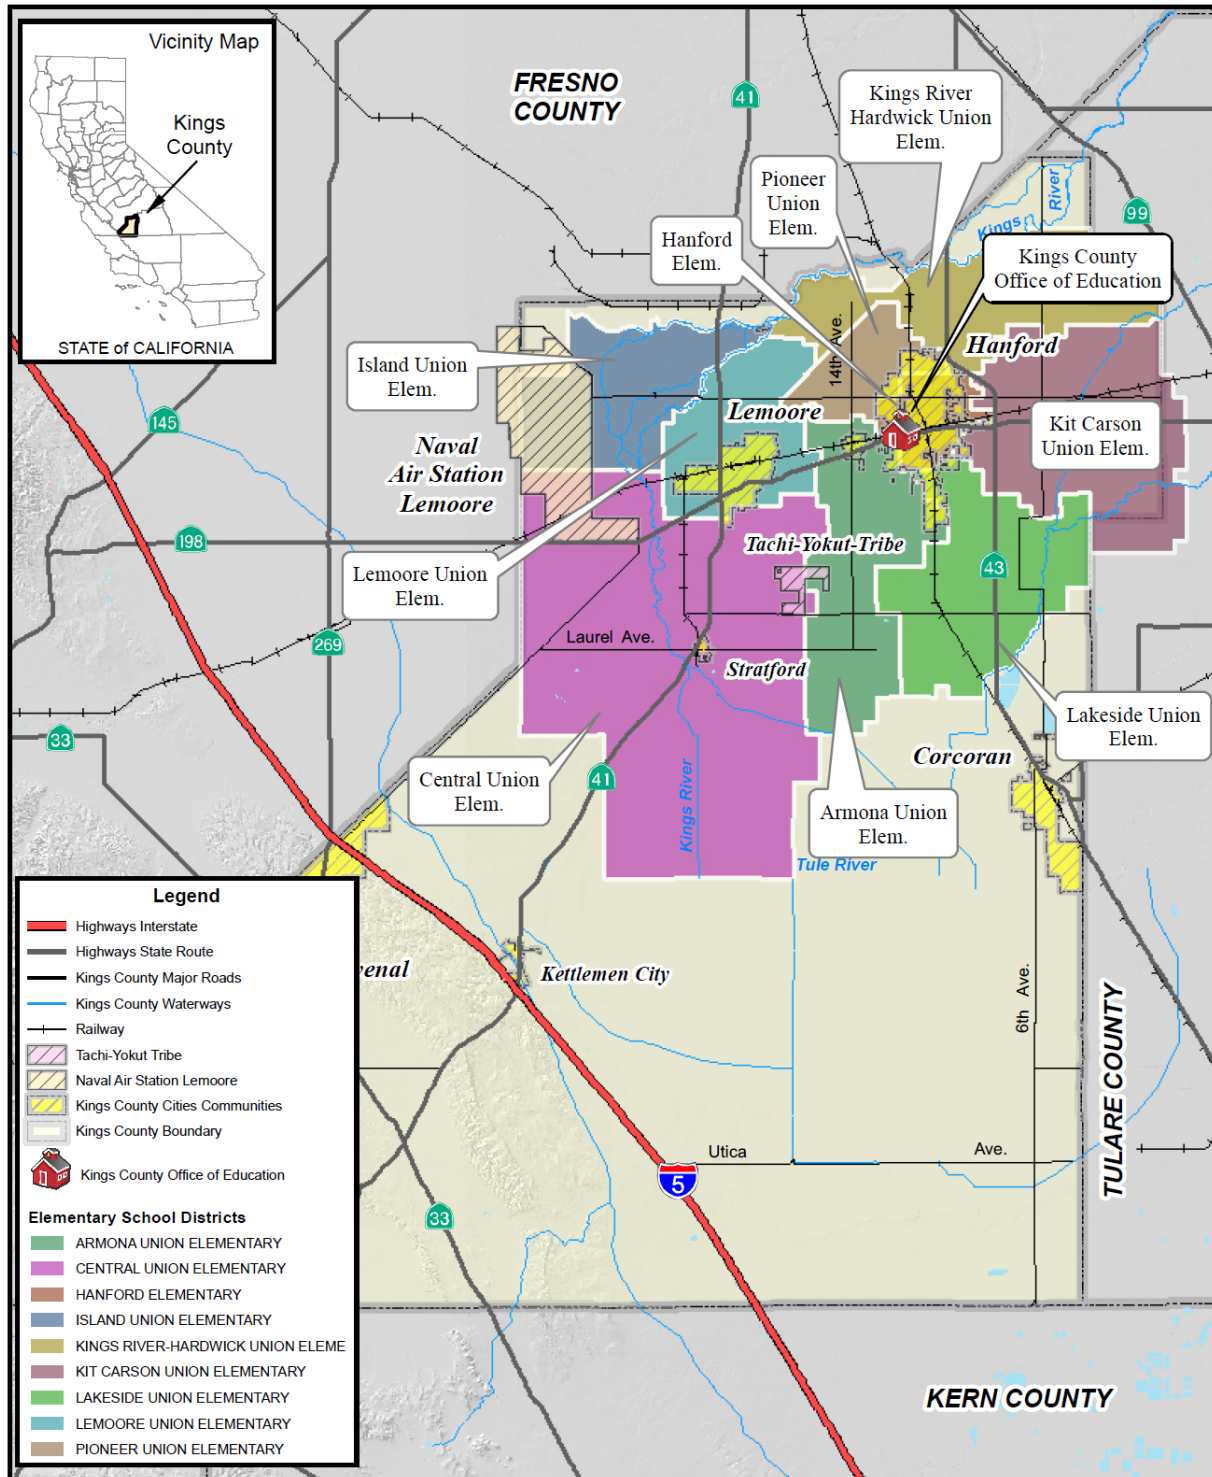 Vicinity Map
Kings
County
STATE of CALIFORNIA
FRESNO
COUNTY
41
Kings River
Hardwick Union
Elem.
Pioneer
Union
Elem.
Hanford
Elem.
Kings
River
99
Kings County
Office of Education
14th Ave.
Hanford
Island Union
Elem.
Lemoore
Kit Carson
Union Elem.
145
Naval
Air Station
Lemoore
198
Tachi-Yokut-Tribe
Lemoore Union
Elem.
43
269
Laurel Ave.
Stratford
33
Lakeside Union
Elem.
Corcoran
Central Union
Elem.
41
Kings River
Armona Union
Elem.
Tule River
Kettlemen City
venal
6th Ave.
TULARE COUNTY
Utica Ave.
5
33
KERN COUNTY
Legend
Highways Interstate
Highways State Route
Kings County Major Roads
Kings County Waterways
Railway
Tachi-Yokut Tribe
Naval Air Station Lemoore
Kings County Cities Communities
Kings County Boundary
Kings County Office of Education
Elementary School Districts
ARMONA UNION ELEMENTARY
CENTRAL UNION ELEMENTARY
HANFORD ELEMENTARY
ISLAND UNION ELEMENTARY
KINGS RIVER-HARDWICK UNION ELEME
KIT CARSON UNION ELEMENTARY
LAKESIDE UNION ELEMENTARY
LEMOORE UNION ELEMENTARY
PIONEER UNION ELEMENTARY